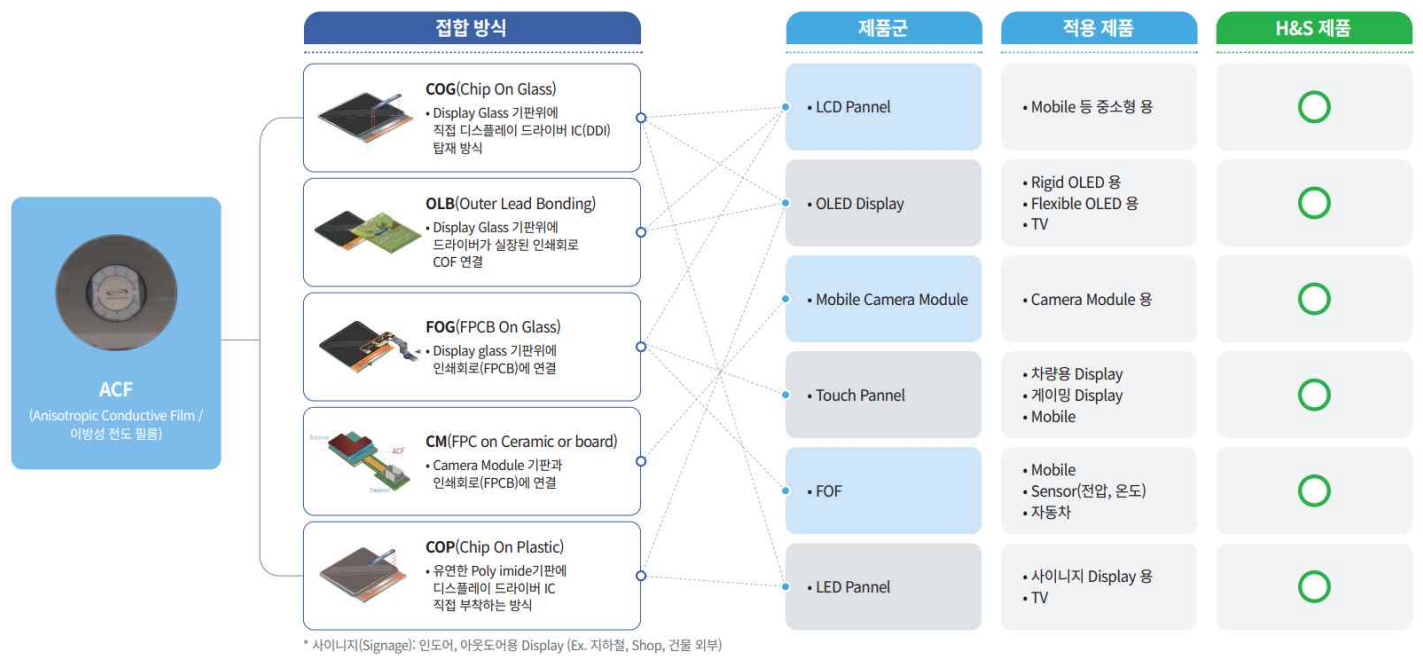 접합 방식
제품군
적용 제품
H&S 제품
ACF
(Anisotropic Conductive Film /
이방성 전도 필름)
COG(Chip On Glass)
• Display Glass 기판위에
직접 디스플레이 드라이버 IC(DDI)
탑재 방식
OLB(Outer Lead Bonding)
• Display Glass 기판위에
드라이버가 실장된 인쇄회로
COF 연결
FOG(FPCB On Glass)
• Display glass 기판위에
인쇄회로(FPCB)에 연결
ACF
CM(FPC on Ceramic or board)
• Camera Module 기판과
인쇄회로(FPCB)에 연결
COP(Chip On Plastic)
• 유연한 Poly imide기판에
디스플레이 드라이버 IC
직접 부착하는 방식
• LCD Pannel
• Mobile 등 중소형 용
• OLED Display
• Rigid OLED 용
• Flexible OLED 용
• TV
• Mobile Camera Module
• Camera Module 용
• Touch Pannel
• 차량용 Display
• 게이밍 Display
• Mobile
• FOF
• Mobile
• Sensor(전압, 온도)
• 자동차
• LED Pannel
• 사이니지 Display 용
• TV
* 사이니지(Signage): 인도어, 아웃도어용 Display (Ex. 지하철, Shop, 건물 외부)